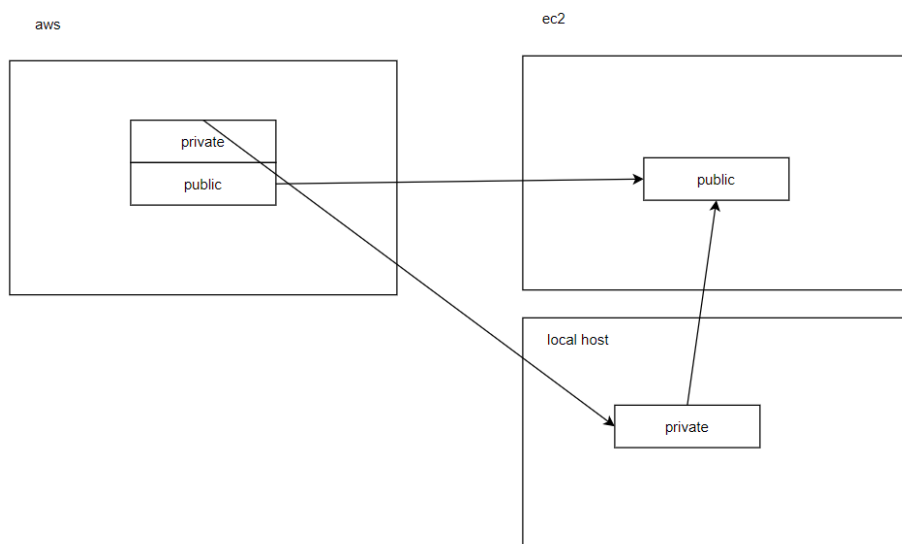 aws
ec2
private
public
public
local host
private